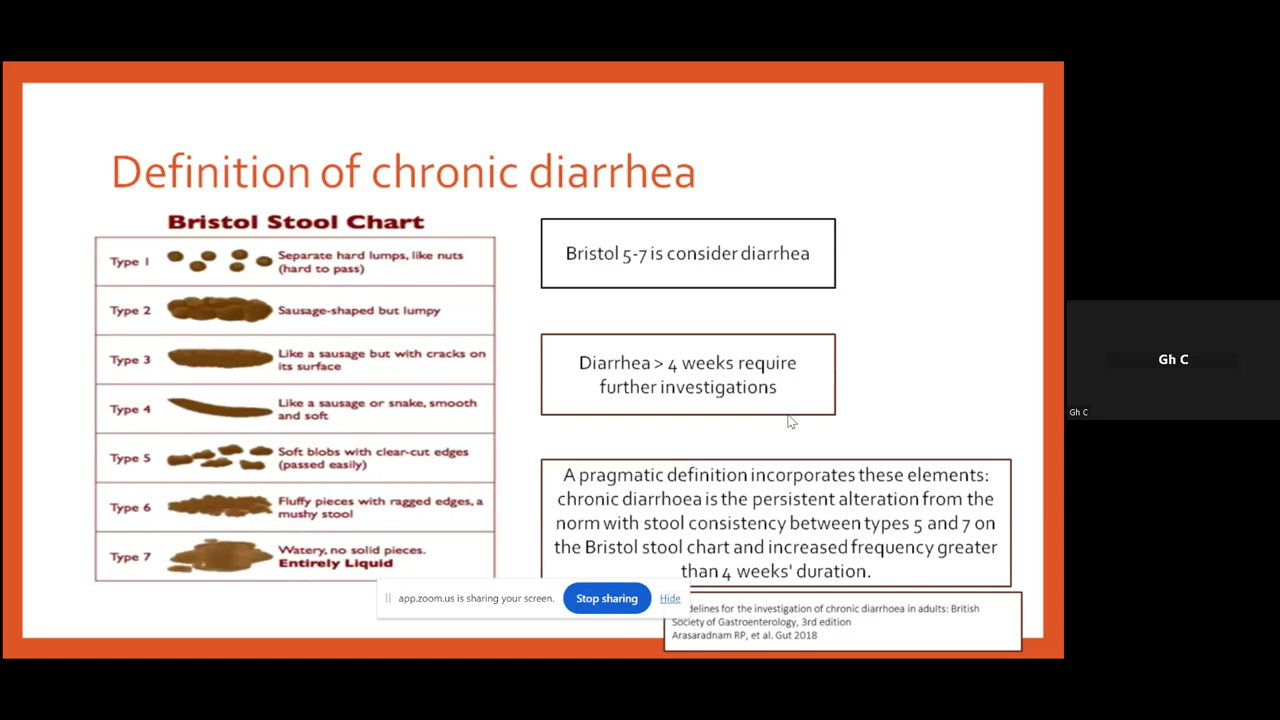 Definition of chronic diarrhea
Bristol Stool Chart
Type 1
Separate hard lumps, like nuts
(hard to pass)
Type 2
Sausage-shaped but lumpy
Type 3
Like a sausage but with cracks on
its surface
Type 4
Like a sausage or snake, smooth
and soft
Type 5
Soft blobs with clear-cut edges
(passed easily)
Type 6
Fluffy pieces with ragged edges, a
mushy stool
Type 7
Watery, no solid pieces.
Entirely Liquid
Bristol 5-7 is consider diarrhea
Diarrhea > 4 weeks require
further investigations
A pragmatic definition incorporates these elements:
chronic diarrhoea is the persistent alteration from the
norm with stool consistency between types 5 and 7 on
the Bristol stool chart and increased frequency greater
than 4 weeks' duration.
for the investigation of chronic diarrhoea in adults: British
Society of Gastroenterology, 3rd edition
Arasaradnam RP, et al. Gut 2018
app.zoom.us is sharing your screen.
Stop sharing
Hide
Gh C
Gh C